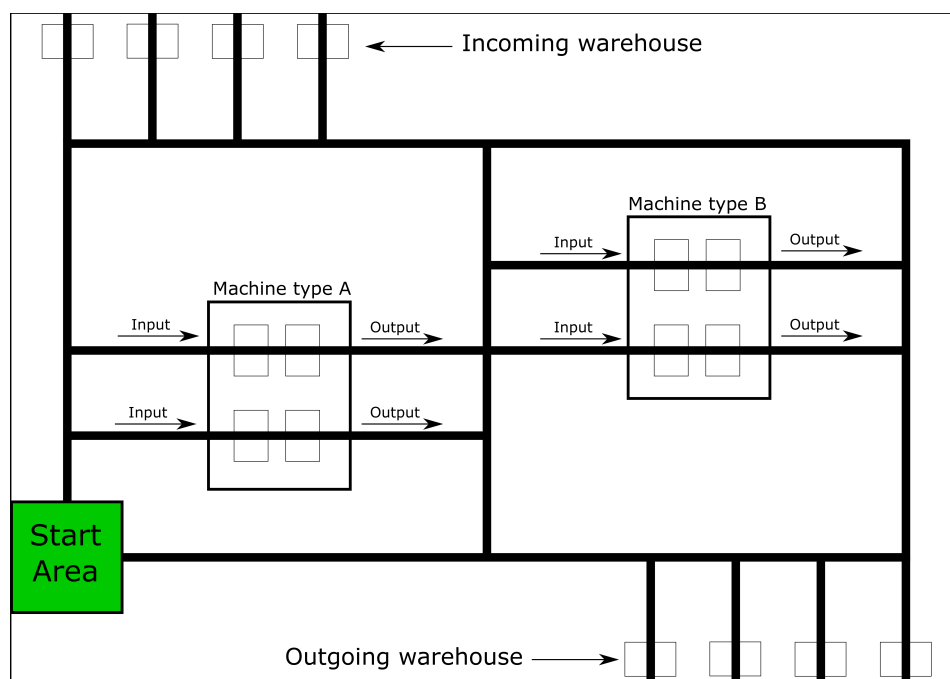 Incoming warehouse
Machine type B
Input
Output
Machine type A
Input
Output
Input
Output
Input
Output
Start
Area
Outgoing warehouse